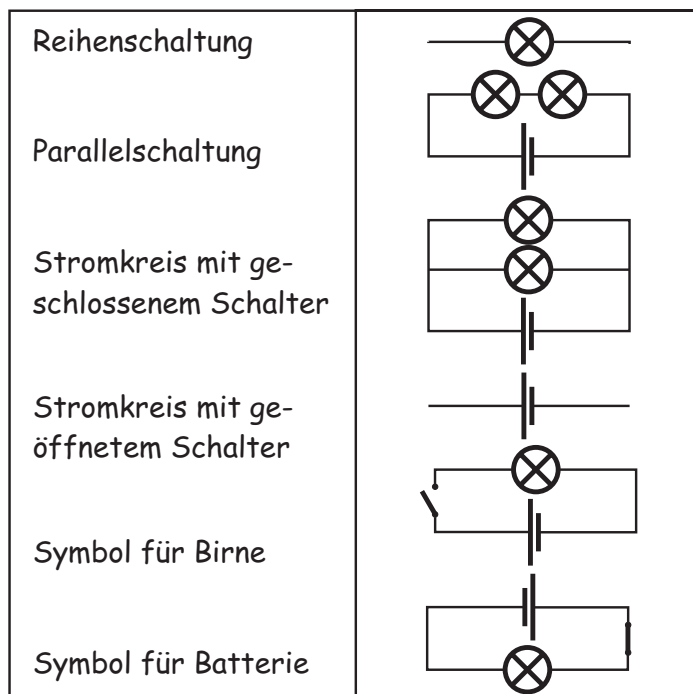 Reihenschaltung
Parallelschaltung
Stromkreis mit ge-
schlossenem Schalter
Stromkreis mit ge-
öffnetem Schalter
Symbol für Birne
Symbol für Batterie